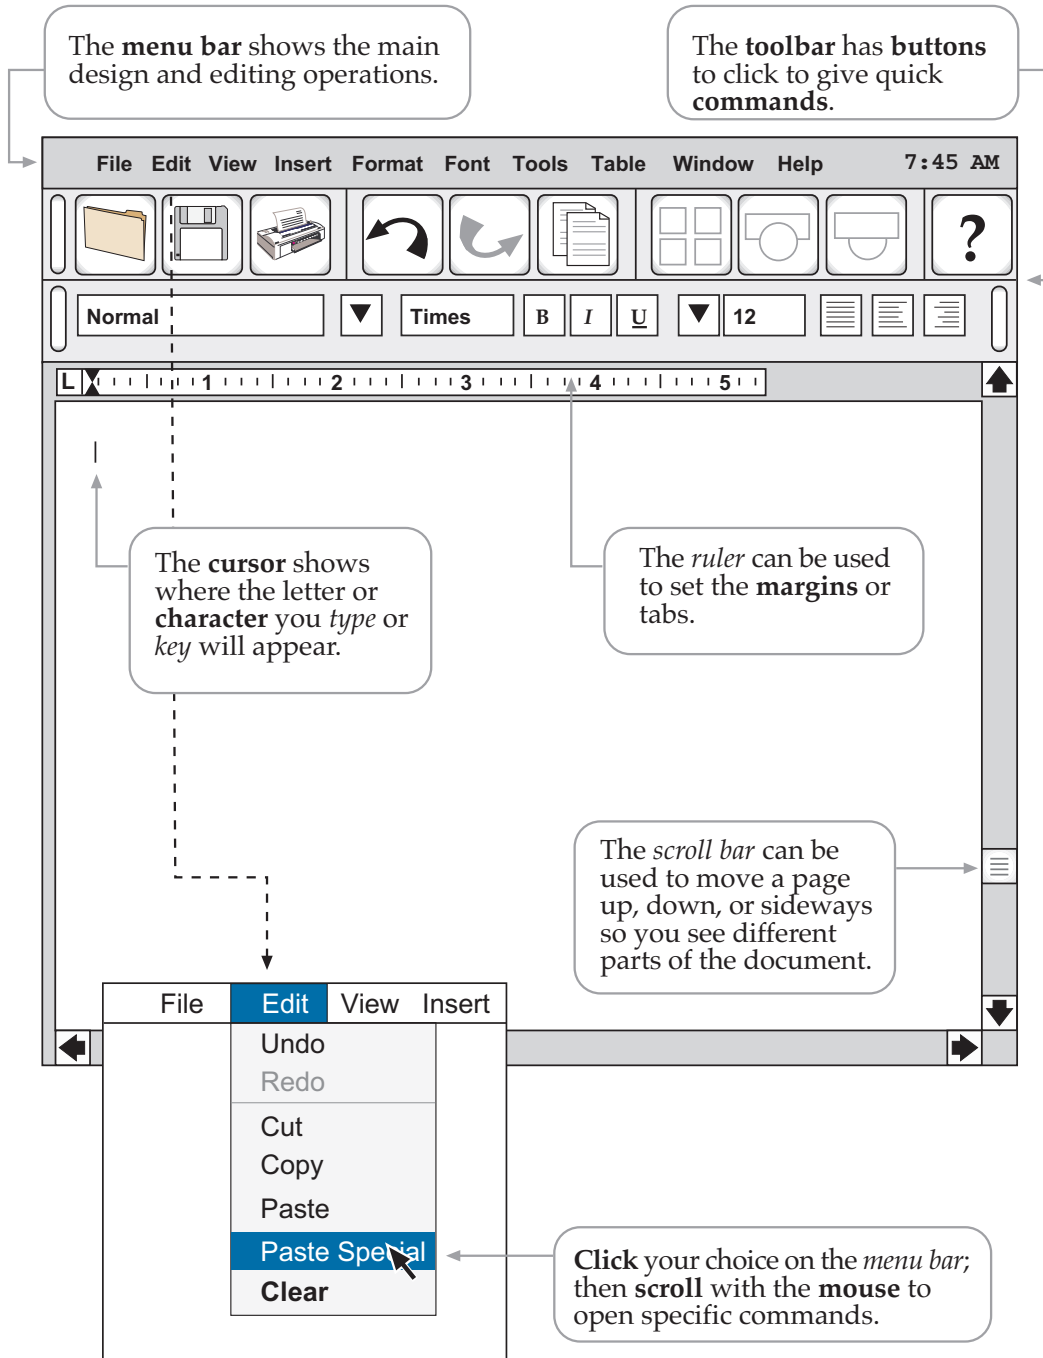 The menu bar shows the main
design and editing operations.
The toolbar has buttons
to click to give quick
commands.
File Edit View Insert Format Font Tools Table Window Help 7:45 AM
?
Normal Times B I U 12
L 1 2 3 4 5
The cursor shows
where the letter or
character you type or
key will appear.
The ruler can be used
to set the margins or
tabs.
The scroll bar can be
used to move a page
up, down, or sideways
so you see different
parts of the document.
File Edit View Insert
Undo
Redo
Cut
Copy
Paste
Paste Special
Clear
Click your choice on the menu bar;
then scroll with the mouse to
open specific commands.